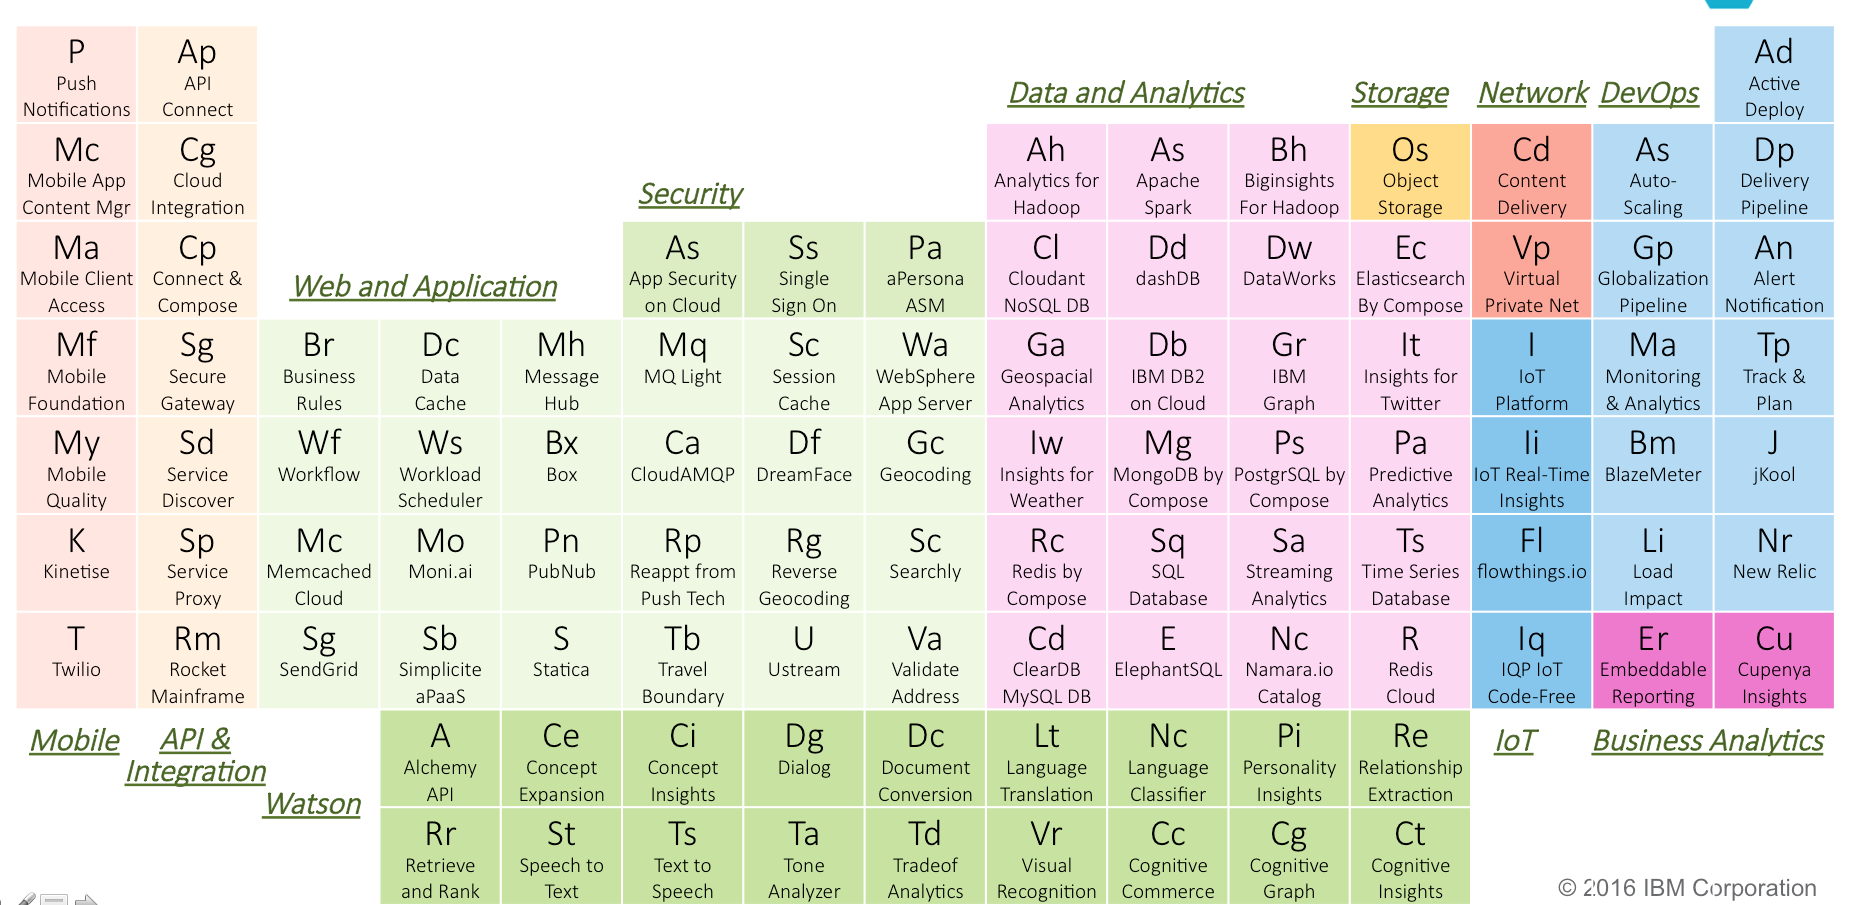 P
Push
Notifications
Ap
API
Connect
Ad
Active
Deploy
Data and Analytics
Storage
Network
DevOps
Mc
Mobile App
Content Mgr
Cg
Cloud
Integration
Security
Ah
Analytics for
Hadoop
As
Apache
Spark
Bh
Biginsights
For Hadoop
Os
Object
Storage
Cd
Content
Delivery
As
Auto-
Scaling
Dp
Delivery
Pipeline
Ma
Mobile Client
Access
Cp
Connect &
Compose
Web and Application
As
App Security
on Cloud
Ss
Single
Sign On
Pa
aPersona
ASM
Cl
Cloudant
NoSQL DB
Dd
dashDB
Dw
DataWorks
Ec
Elasticsearch
By Compose
Vp
Virtual
Private Net
Gp
Globalization
Pipeline
An
Alert
Notification
Mf
Mobile
Foundation
Sg
Secure
Gateway
Br
Business
Rules
Dc
Data
Cache
Mh
Message
Hub
Mq
MQ Light
Sc
Session
Cache
Wa
WebSphere
App Server
Ga
Geospacial
Analytics
Db
IBM DB2
on Cloud
Gr
IBM
Graph
It
Insights for
Twitter
I
IoT
Platform
Ma
Monitoring
& Analytics
Tp
Track &
Plan
My
Mobile
Quality
Sd
Service
Discover
Wf
Workflow
Ws
Workload
Scheduler
Bx
Box
Ca
CloudAMQP
Df
DreamFace
Gc
Geocoding
Iw
Insights for
Weather
Mg
MongoDB by
Compose
Ps
PostgrSQL by
Compose
Pa
Predictive
Analytics
Ii
IoT Real-Time
Insights
Bm
BlazeMeter
J
jKool
K
Kinetise
Sp
Service
Proxy
Mc
Memcached
Cloud
Mo
Moni.ai
Pn
PubNub
Rp
Reappt from
Push Tech
Rg
Reverse
Geocoding
Sc
Searchly
Rc
Redis by
Compose
Sq
SQL
Database
Sa
Streaming
Analytics
Ts
Time Series
Database
Fl
flowthings.io
Li
Load
Impact
Nr
New Relic
T
Twilio
Rm
Rocket
Mainframe
Sg
SendGrid
Sb
Simplicite
aPaaS
S
Statica
Tb
Travel
Boundary
U
Ustream
Va
Validate
Address
Cd
ClearDB
MySQL DB
E
ElephantSQL
Nc
Namara.io
Catalog
R
Redis
Cloud
Iq
IQP IoT
Code-Free
Er
Embeddable
Reporting
Cu
Cupenya
Insights
Mobile
API &
Integration
Watson
A
Alchemy
API
Ce
Concept
Expansion
Ci
Concept
Insights
Dg
Dialog
Dc
Document
Conversion
Lt
Language
Translation
Nc
Language
Classifier
Pi
Personality
Insights
Re
Relationship
Extraction
IoT
Business Analytics
Rr
Retrieve
and Rank
St
Speech to
Text
Ts
Text to
Speech
Ta
Tone
Analyzer
Td
Tradeof
Analytics
Vr
Visual
Recognition
Cc
Cognitive
Commerce
Cg
Cognitive
Graph
Ct
Cognitive
Insights
© 2016 IBM Corporation